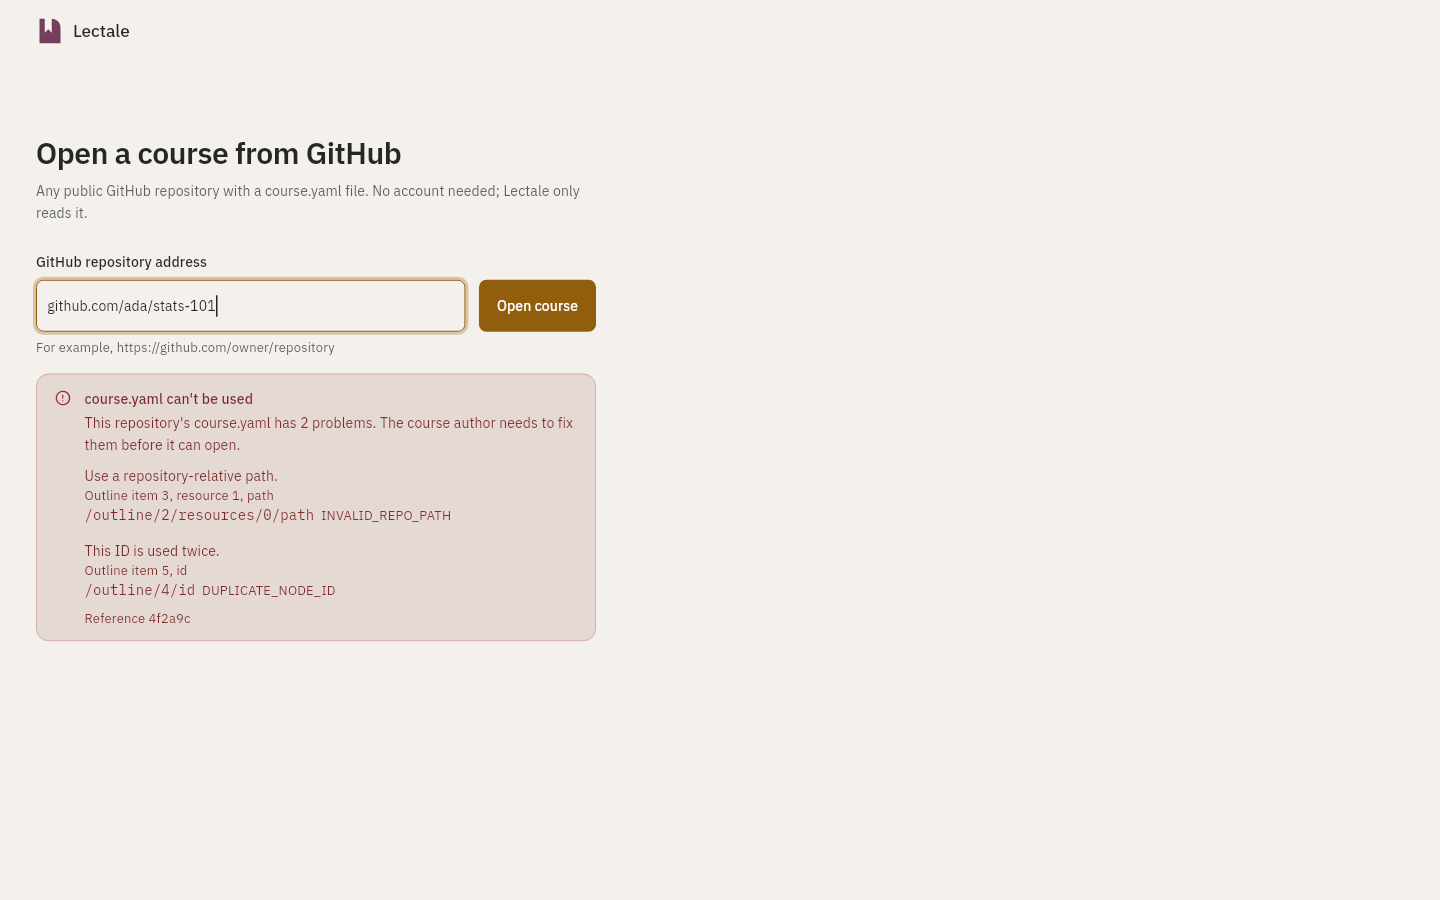 Lectale
Open a course from GitHub
Any public GitHub repository with a course.yaml file. No account needed; Lectale only
reads it.
GitHub repository address
github.com/ada/stats-101
Open course
For example, https://github.com/owner/repository
course.yaml can't be used
This repository's course.yaml has 2 problems. The course author needs to fix
them before it can open.
Use a repository-relative path.
Outline item 3, resource 1, path
/outline/2/resources/0/path INVALID_REPO_PATH
This ID is used twice.
Outline item 5, id
/outline/4/id DUPLICATE_NODE_ID
Reference 4f2a9c